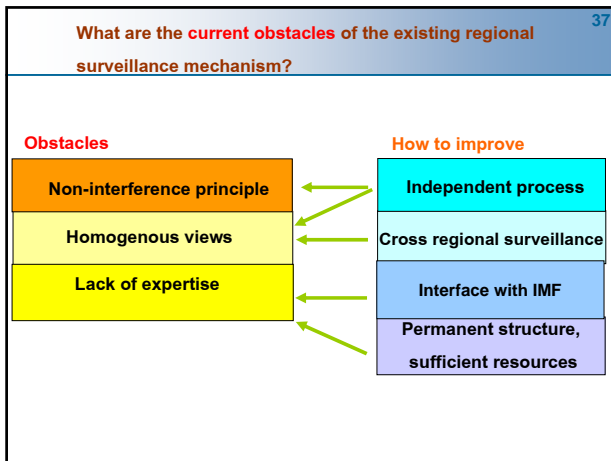 37
What are the current obstacles of the existing regional
surveillance mechanism?
Obstacles
How to improve
Non-interference principle
Independent process
Homogenous views
Cross regional surveillance
Lack of expertise
Interface with IMF
Permanent structure,
sufficient resources